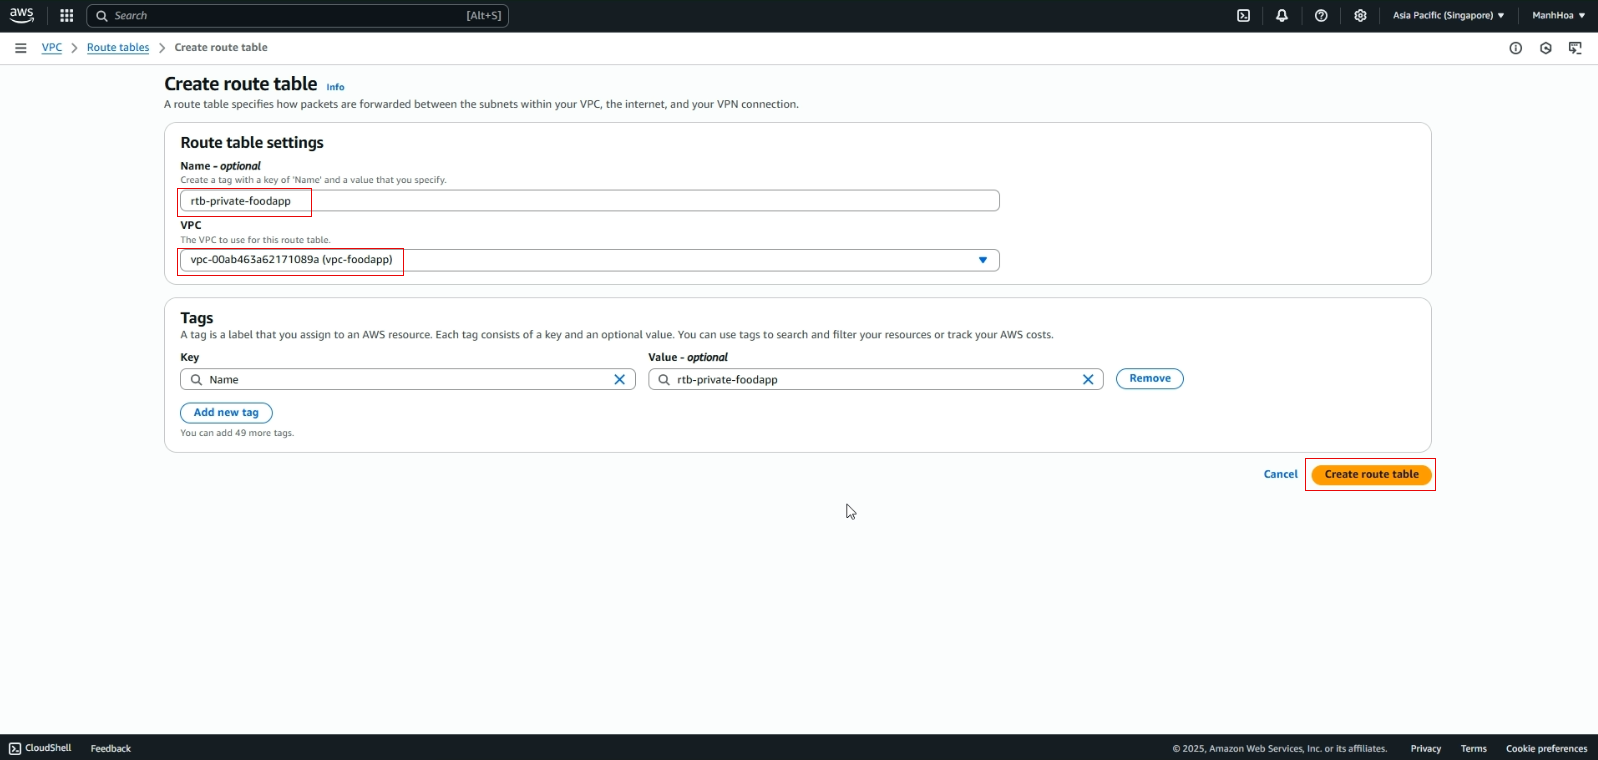 aws
Search [Alt+S]
Asia Pacific (Singapore)
ManhHoa
VPC
Route tables
Create route table
Create route table Info
A route table specifies how packets are forwarded between the subnets within your VPC, the internet, and your VPN connection.
Route table settings
Name - optional
Create a tag with a key of 'Name' and a value that you specify.
rtb-private-foodapp
VPC
The VPC to use for this route table.
vpc-00ab463a62171089a (vpc-foodapp)
Tags
A tag is a label that you assign to an AWS resource. Each tag consists of a key and an optional value. You can use tags to search and filter your resources or track your AWS costs.
Key
Value - optional
Name
rtb-private-foodapp
Remove
Add new tag
You can add 49 more tags.
Cancel
Create route table
CloudShell
Feedback
© 2025, Amazon Web Services, Inc. or its affiliates.
Privacy
Terms
Cookie preferences